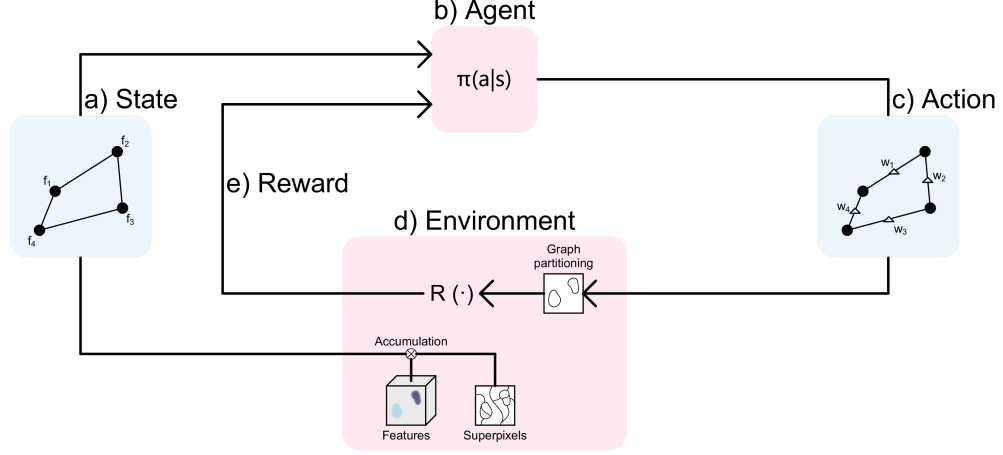 b) Agent
π(a|s)
a) State
f₂
f₁
f₃
f₄
c) Action
w₁
w₂
w₄
w₃
e) Reward
d) Environment
Graph
partitioning
R (·)
Accumulation
Features
Superpixels